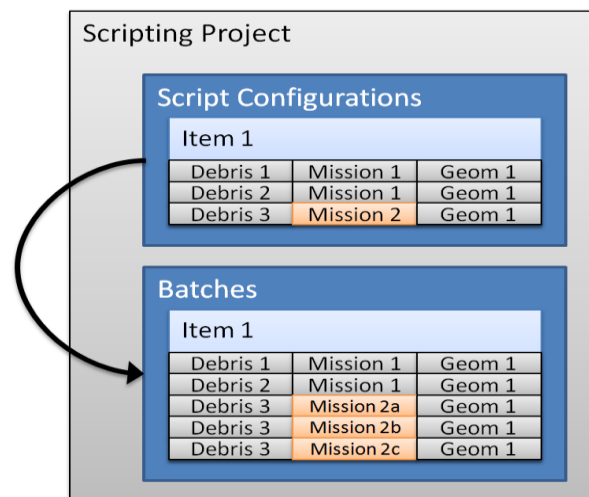 Scripting Project
Script Configurations
Item 1
Debris 1 Mission 1 Geom 1
Debris 2 Mission 1 Geom 1
Debris 3 Mission 2 Geom 1
Batches
Item 1
Debris 1 Mission 1 Geom 1
Debris 2 Mission 1 Geom 1
Debris 3 Mission 2a Geom 1
Debris 3 Mission 2b Geom 1
Debris 3 Mission 2c Geom 1